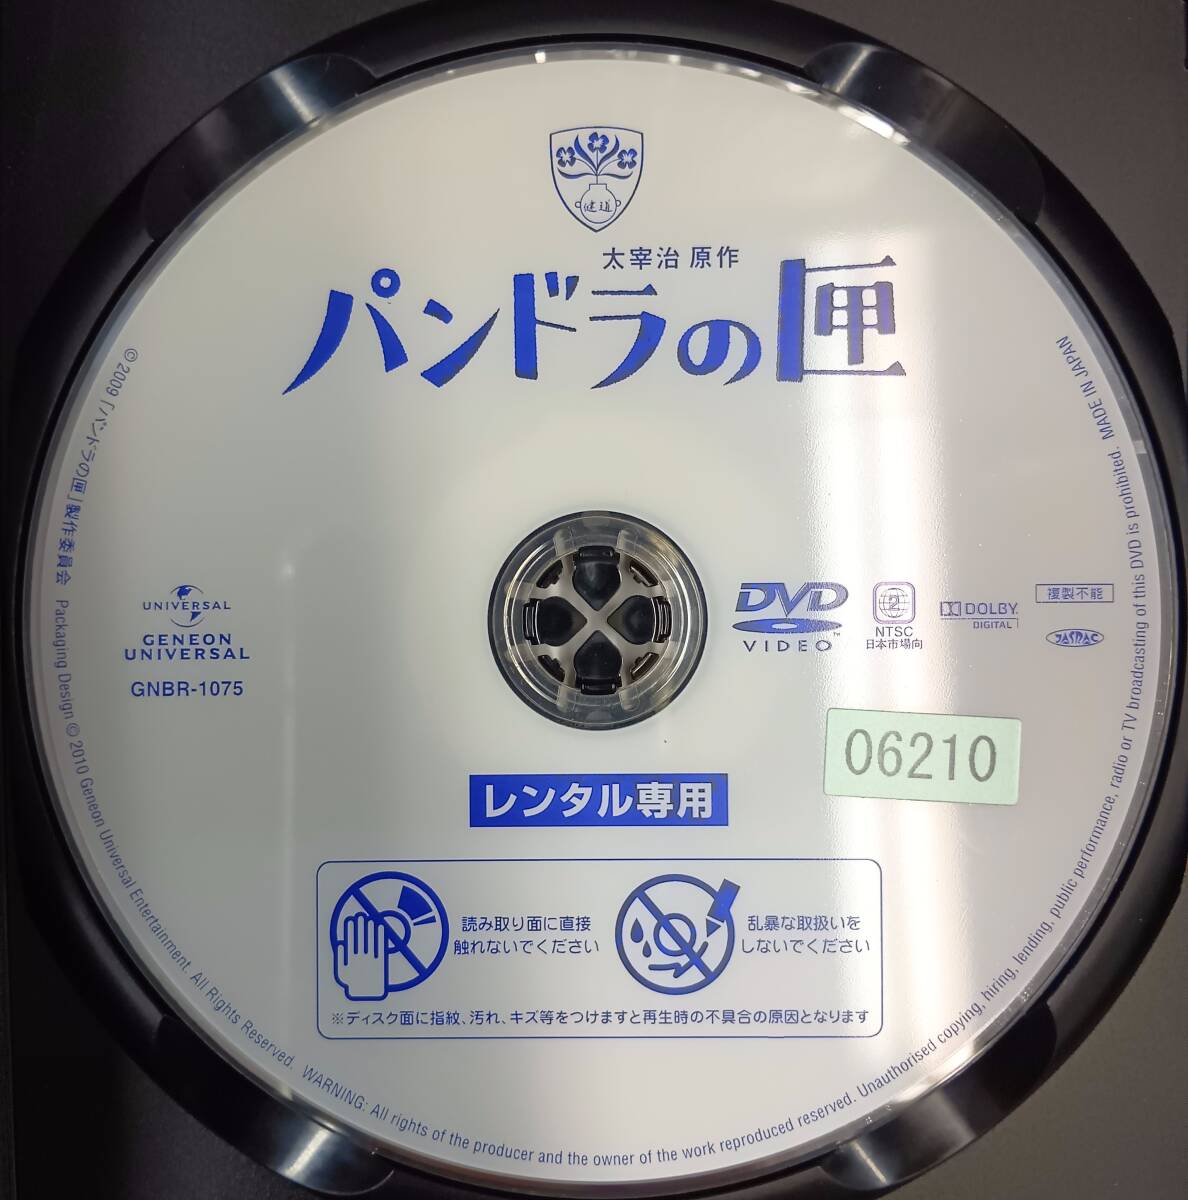 健道
太宰治 原作
パンドラの匣
UNIVERSAL
GENEON
UNIVERSAL
GNBR-1075
DVD
VIDEO
TM
2
NTSC
日本市場向
DOLBY
DIGITAL
複製不能
JASRAC
06210
レンタル専用
読み取り面に直接
触れないでください
乱暴な取扱いを
しないでください
※ディスク面に指紋、汚れ、キズ等をつけますと再生時の不具合の原因となります
©2009「パンドラの匣」製作委員会 Packaging Design © 2010 Geneon Universal Entertainment. All Rights Reserved. WARNING: All rights of the producer and the owner of the work reproduced reserved. Unauthorised copying, hiring, lending, public performance, radio or TV broadcasting of this DVD is prohibited. MADE IN JAPAN